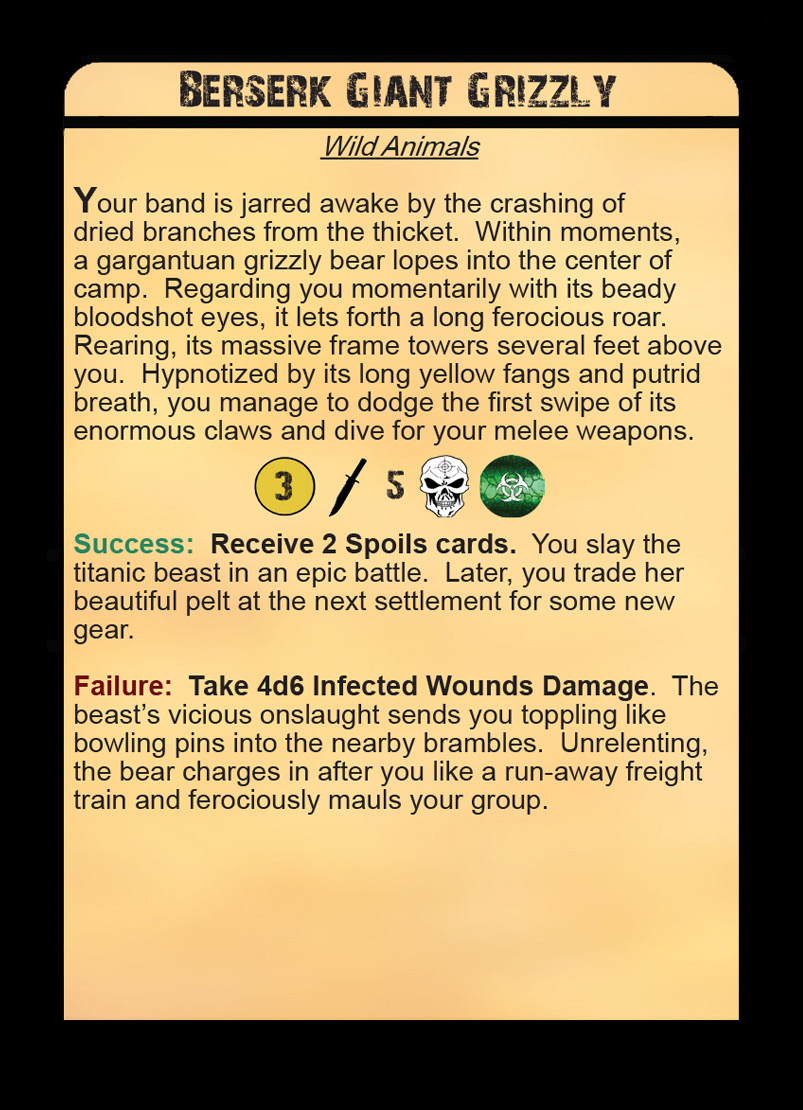 Berserk Giant Grizzly
Wild Animals
Your band is jarred awake by the crashing of
dried branches from the thicket.  Within moments,
a gargantuan grizzly bear lopes into the center of
camp.  Regarding you momentarily with its beady
bloodshot eyes, it lets forth a long ferocious roar.
Rearing, its massive frame towers several feet above
you.  Hypnotized by its long yellow fangs and putrid
breath, you manage to dodge the first swipe of its
enormous claws and dive for your melee weapons.
3 5
Success:  Receive 2 Spoils cards.  You slay the
titanic beast in an epic battle.  Later, you trade her
beautiful pelt at the next settlement for some new
gear.
Failure:  Take 4d6 Infected Wounds Damage.  The
beast's vicious onslaught sends you toppling like
bowling pins into the nearby brambles.  Unrelenting,
the bear charges in after you like a run-away freight
train and ferociously mauls your group.